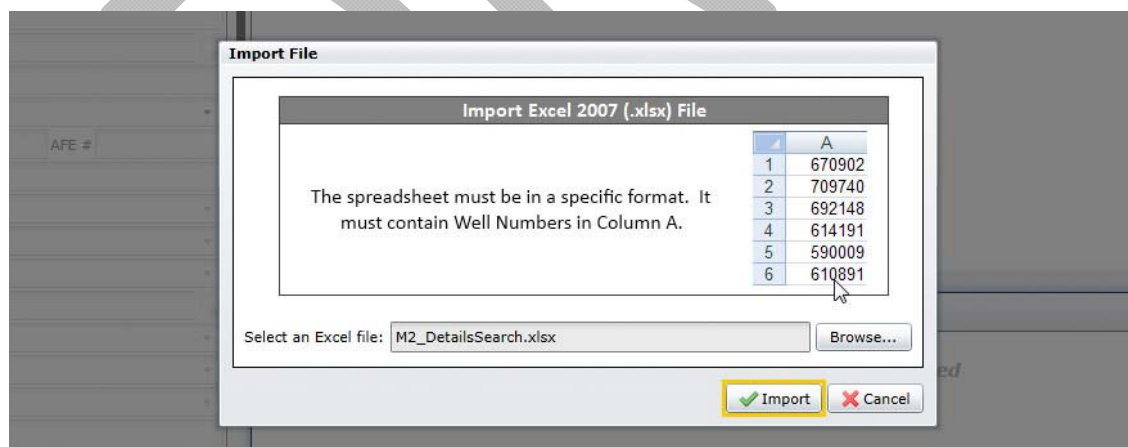 Import File
Import Excel 2007 (.xlsx) File
AFE #
The spreadsheet must be in a specific format. It
must contain Well Numbers in Column A.
A
1 670902
2 709740
3 692148
4 614191
5 590009
6 610891
Select an Excel file: M2_DetailsSearch.xlsx Browse...
ed
Import Cancel